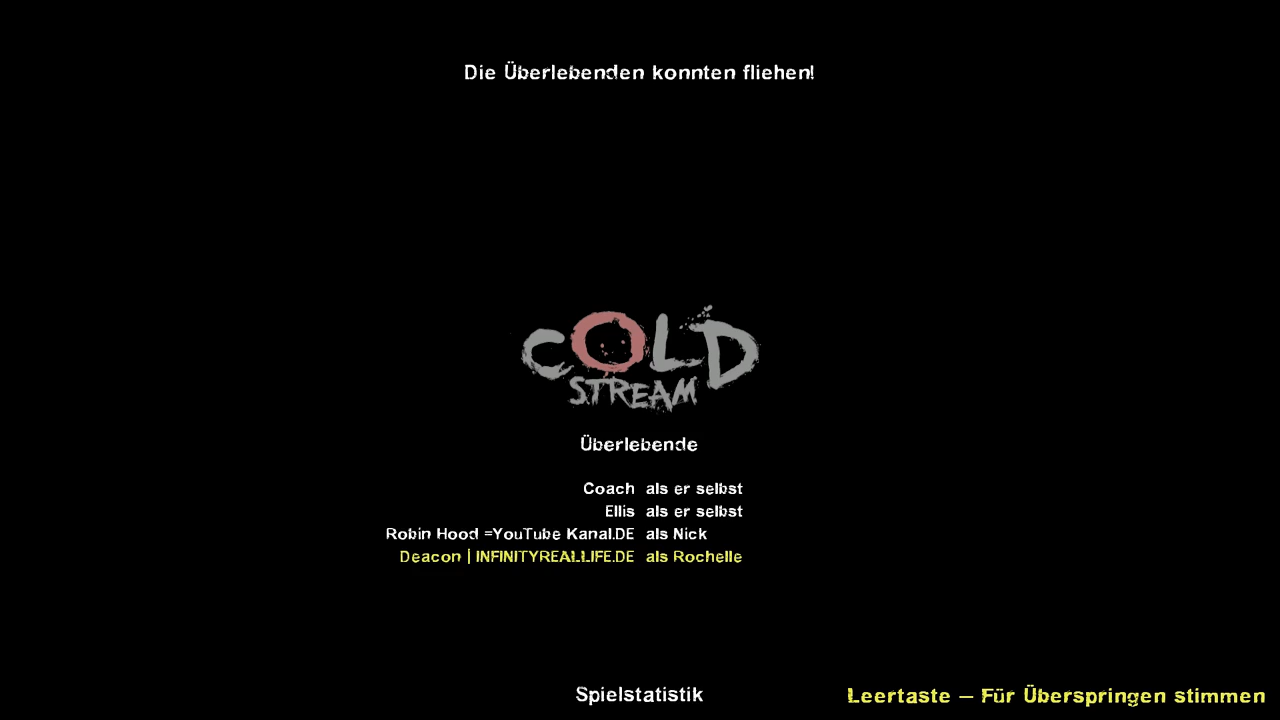 Die Überlebenden konnten fliehen!
COLD
STREAM
Überlebende
Coach als er selbst
Ellis als er selbst
Robin Hood =YouTube Kanal.DE als Nick
Deacon | INFINITYREALLIFE.DE als Rochelle
Spielstatistik
Leertaste – Für Überspringen stimmen